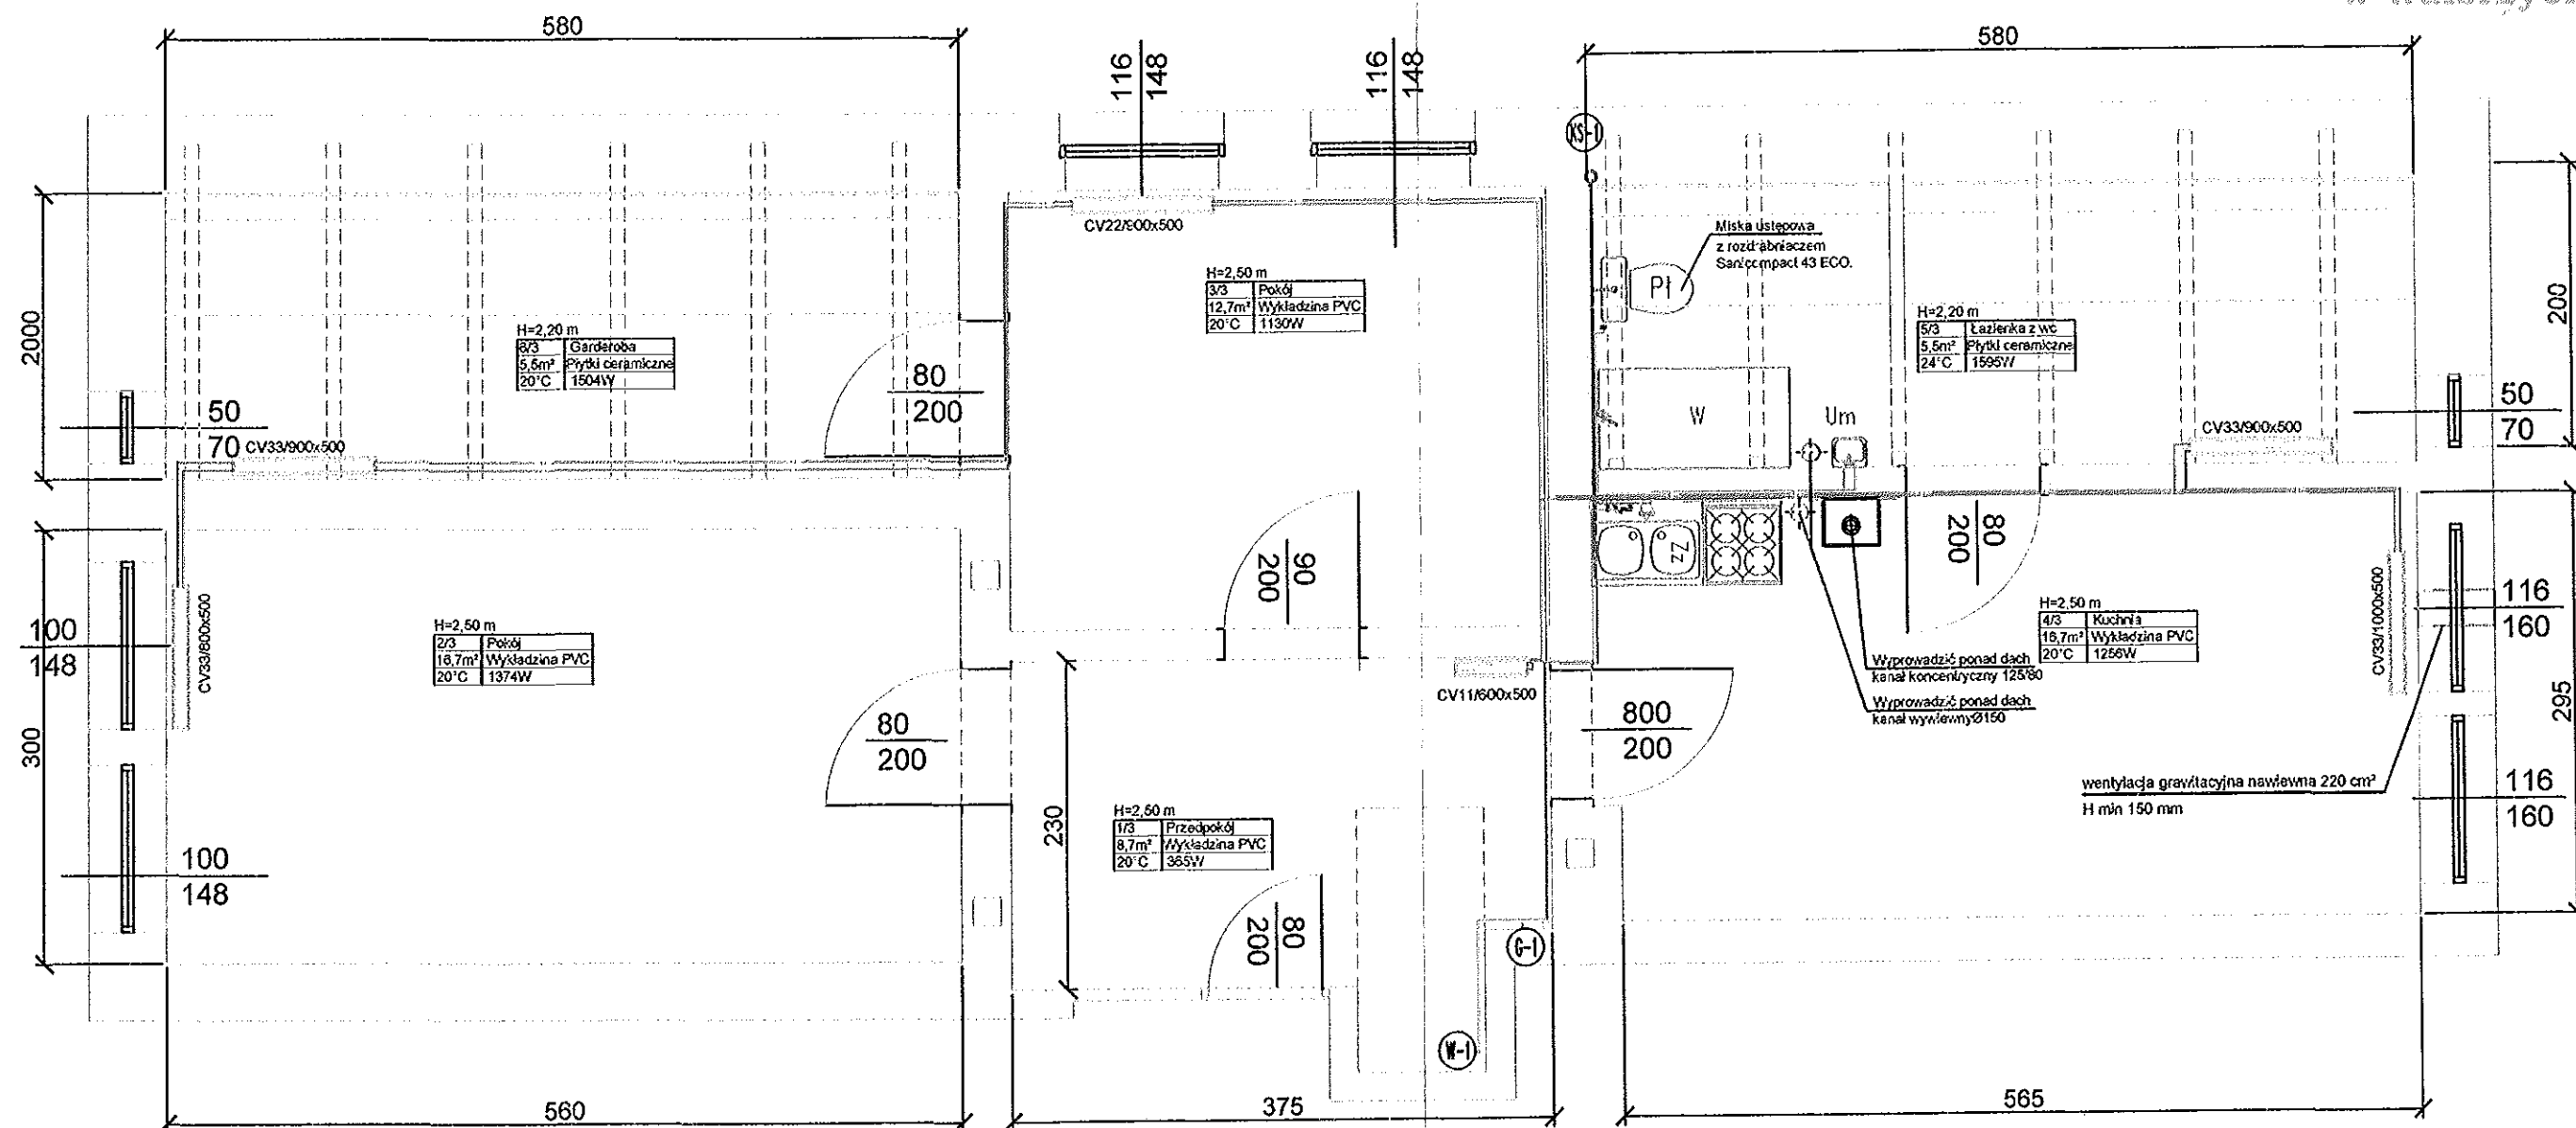 580
580
116
148
116
148
KS-1
CV22/900x500
Miska ustępowa
z rozdrabniaczem
Sanicompact 43 ECO.
Pł
200
H=2,50 m
3/3 Pokój
12,7m² Wykładzina PVC
20°C 1130W
2000
H=2,20 m
6/3 Garderoba
5,5m² Płytki ceramiczne
20°C 1504W
H=2,20 m
5/3 Łazienka z wc
5,5m² Płytki ceramiczne
24°C 1595W
80
200
50
70
CV33/900x500
W
Um
CV33/900x500
50
70
90
200
Zz
80
200
100
148
CV33/800x500
H=2,50 m
2/3 Pokój
16,7m² Wykładzina PVC
20°C 1374W
H=2,50 m
4/3 Kuchnia
16,7m² Wykładzina PVC
20°C 1256W
CV33/1000x500
116
160
Wyprowadzić ponad dach
kanał koncentryczny 125/80
Wyprowadzić ponad dach
kanał wywiewnyØ150
CV11/600x500
300
80
200
800
200
295
wentylacja grawitacyjna nawiewna 220 cm²
H min 150 mm
116
160
230
H=2,50 m
1/3 Przedpokój
8,7m² Wykładzina PVC
20°C 365W
100
148
80
200
G-1
W-1
560
375
565